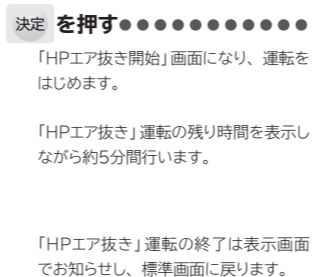 決定 を押す●●●●●●●●●●●
「HPエア抜き開始」画面になり、運転を
はじめます。
「HPエア抜き」運転の残り時間を表示し
ながら約5分間行います。
「HPエア抜き」運転の終了は表示画面
でお知らせし、標準画面に戻ります。